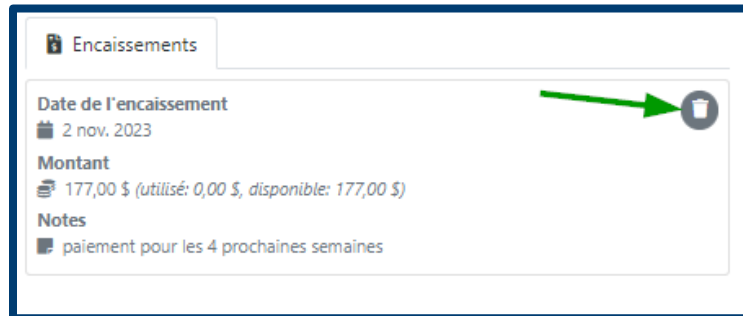 Encaissements
Date de l'encaissement
2 nov. 2023
Montant
177,00 $ (utilisé: 0,00 $, disponible: 177,00 $)
Notes
paiement pour les 4 prochaines semaines